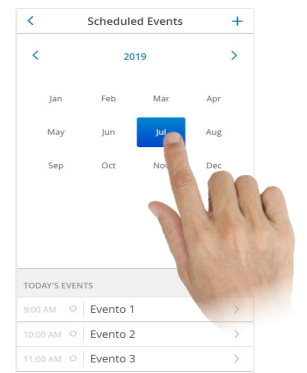 Scheduled Events
2019
Jan Feb Mar Apr
May Jun Jul Aug
Sep Oct Nov Dec
TODAY'S EVENTS
9:00 AM Evento 1
10:00 AM Evento 2
11:00 AM Evento 3